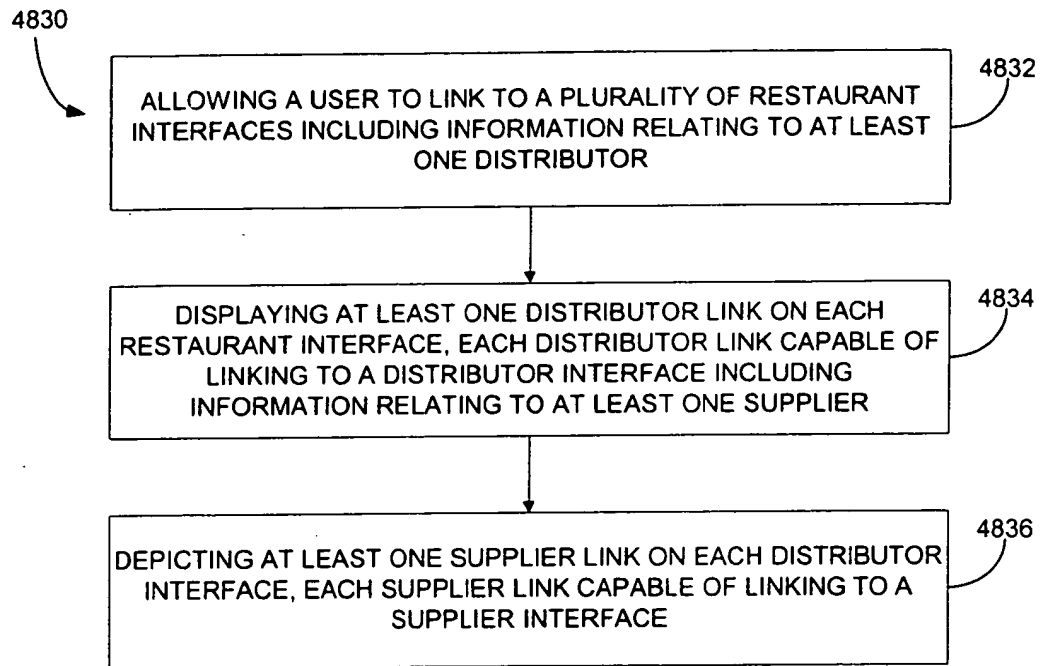 4830
4832
ALLOWING A USER TO LINK TO A PLURALITY OF RESTAURANT
INTERFACES INCLUDING INFORMATION RELATING TO AT LEAST
ONE DISTRIBUTOR
4834
DISPLAYING AT LEAST ONE DISTRIBUTOR LINK ON EACH
RESTAURANT INTERFACE, EACH DISTRIBUTOR LINK CAPABLE OF
LINKING TO A DISTRIBUTOR INTERFACE INCLUDING
INFORMATION RELATING TO AT LEAST ONE SUPPLIER
4836
DEPICTING AT LEAST ONE SUPPLIER LINK ON EACH DISTRIBUTOR
INTERFACE, EACH SUPPLIER LINK CAPABLE OF LINKING TO A
SUPPLIER INTERFACE